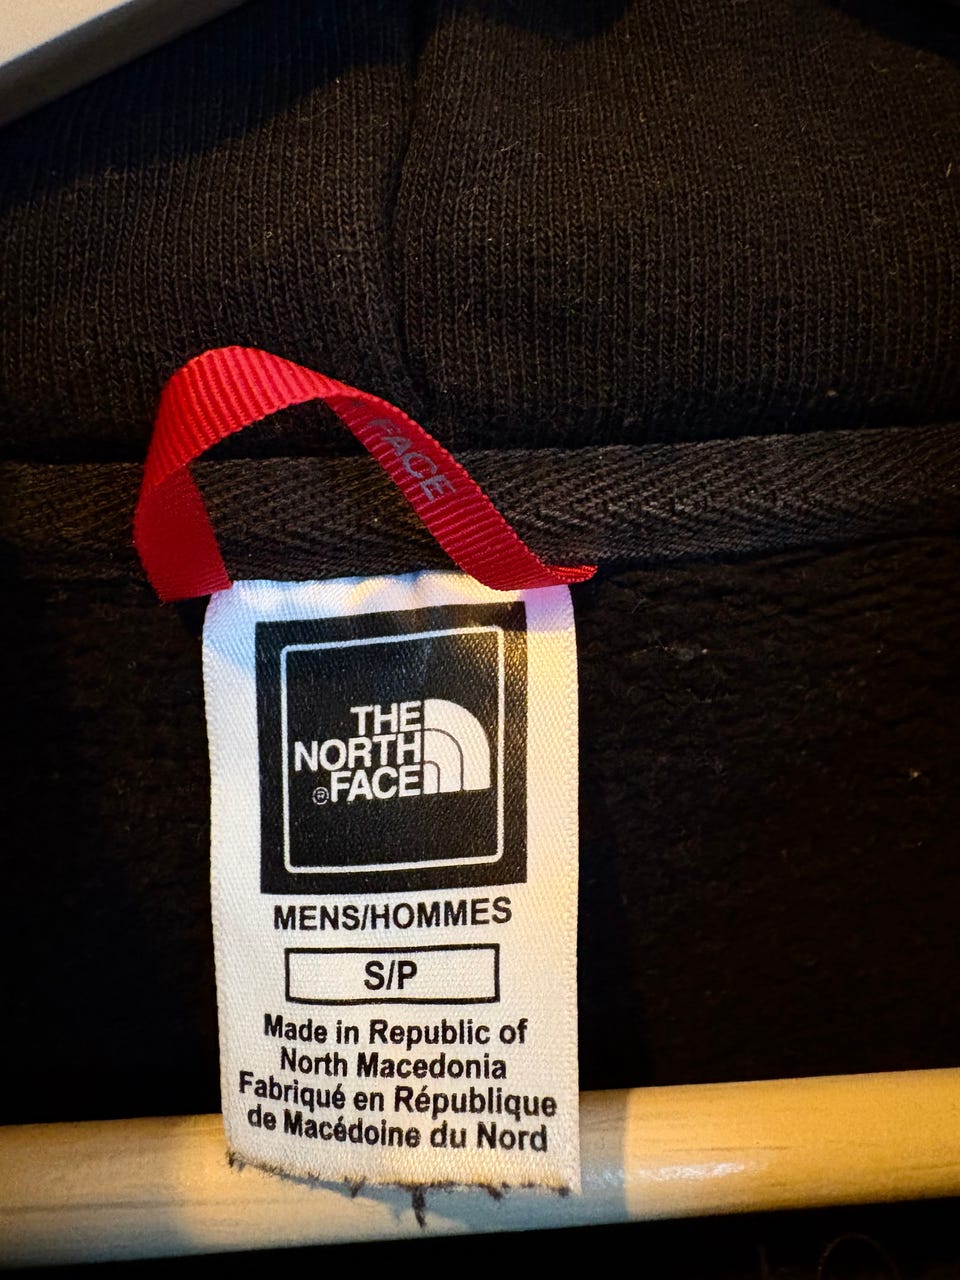 FACE
THE
NORTH
®FACE
MENS/HOMMES
S/P
Made in Republic of
North Macedonia
Fabriqué en République
de Macédoine du Nord